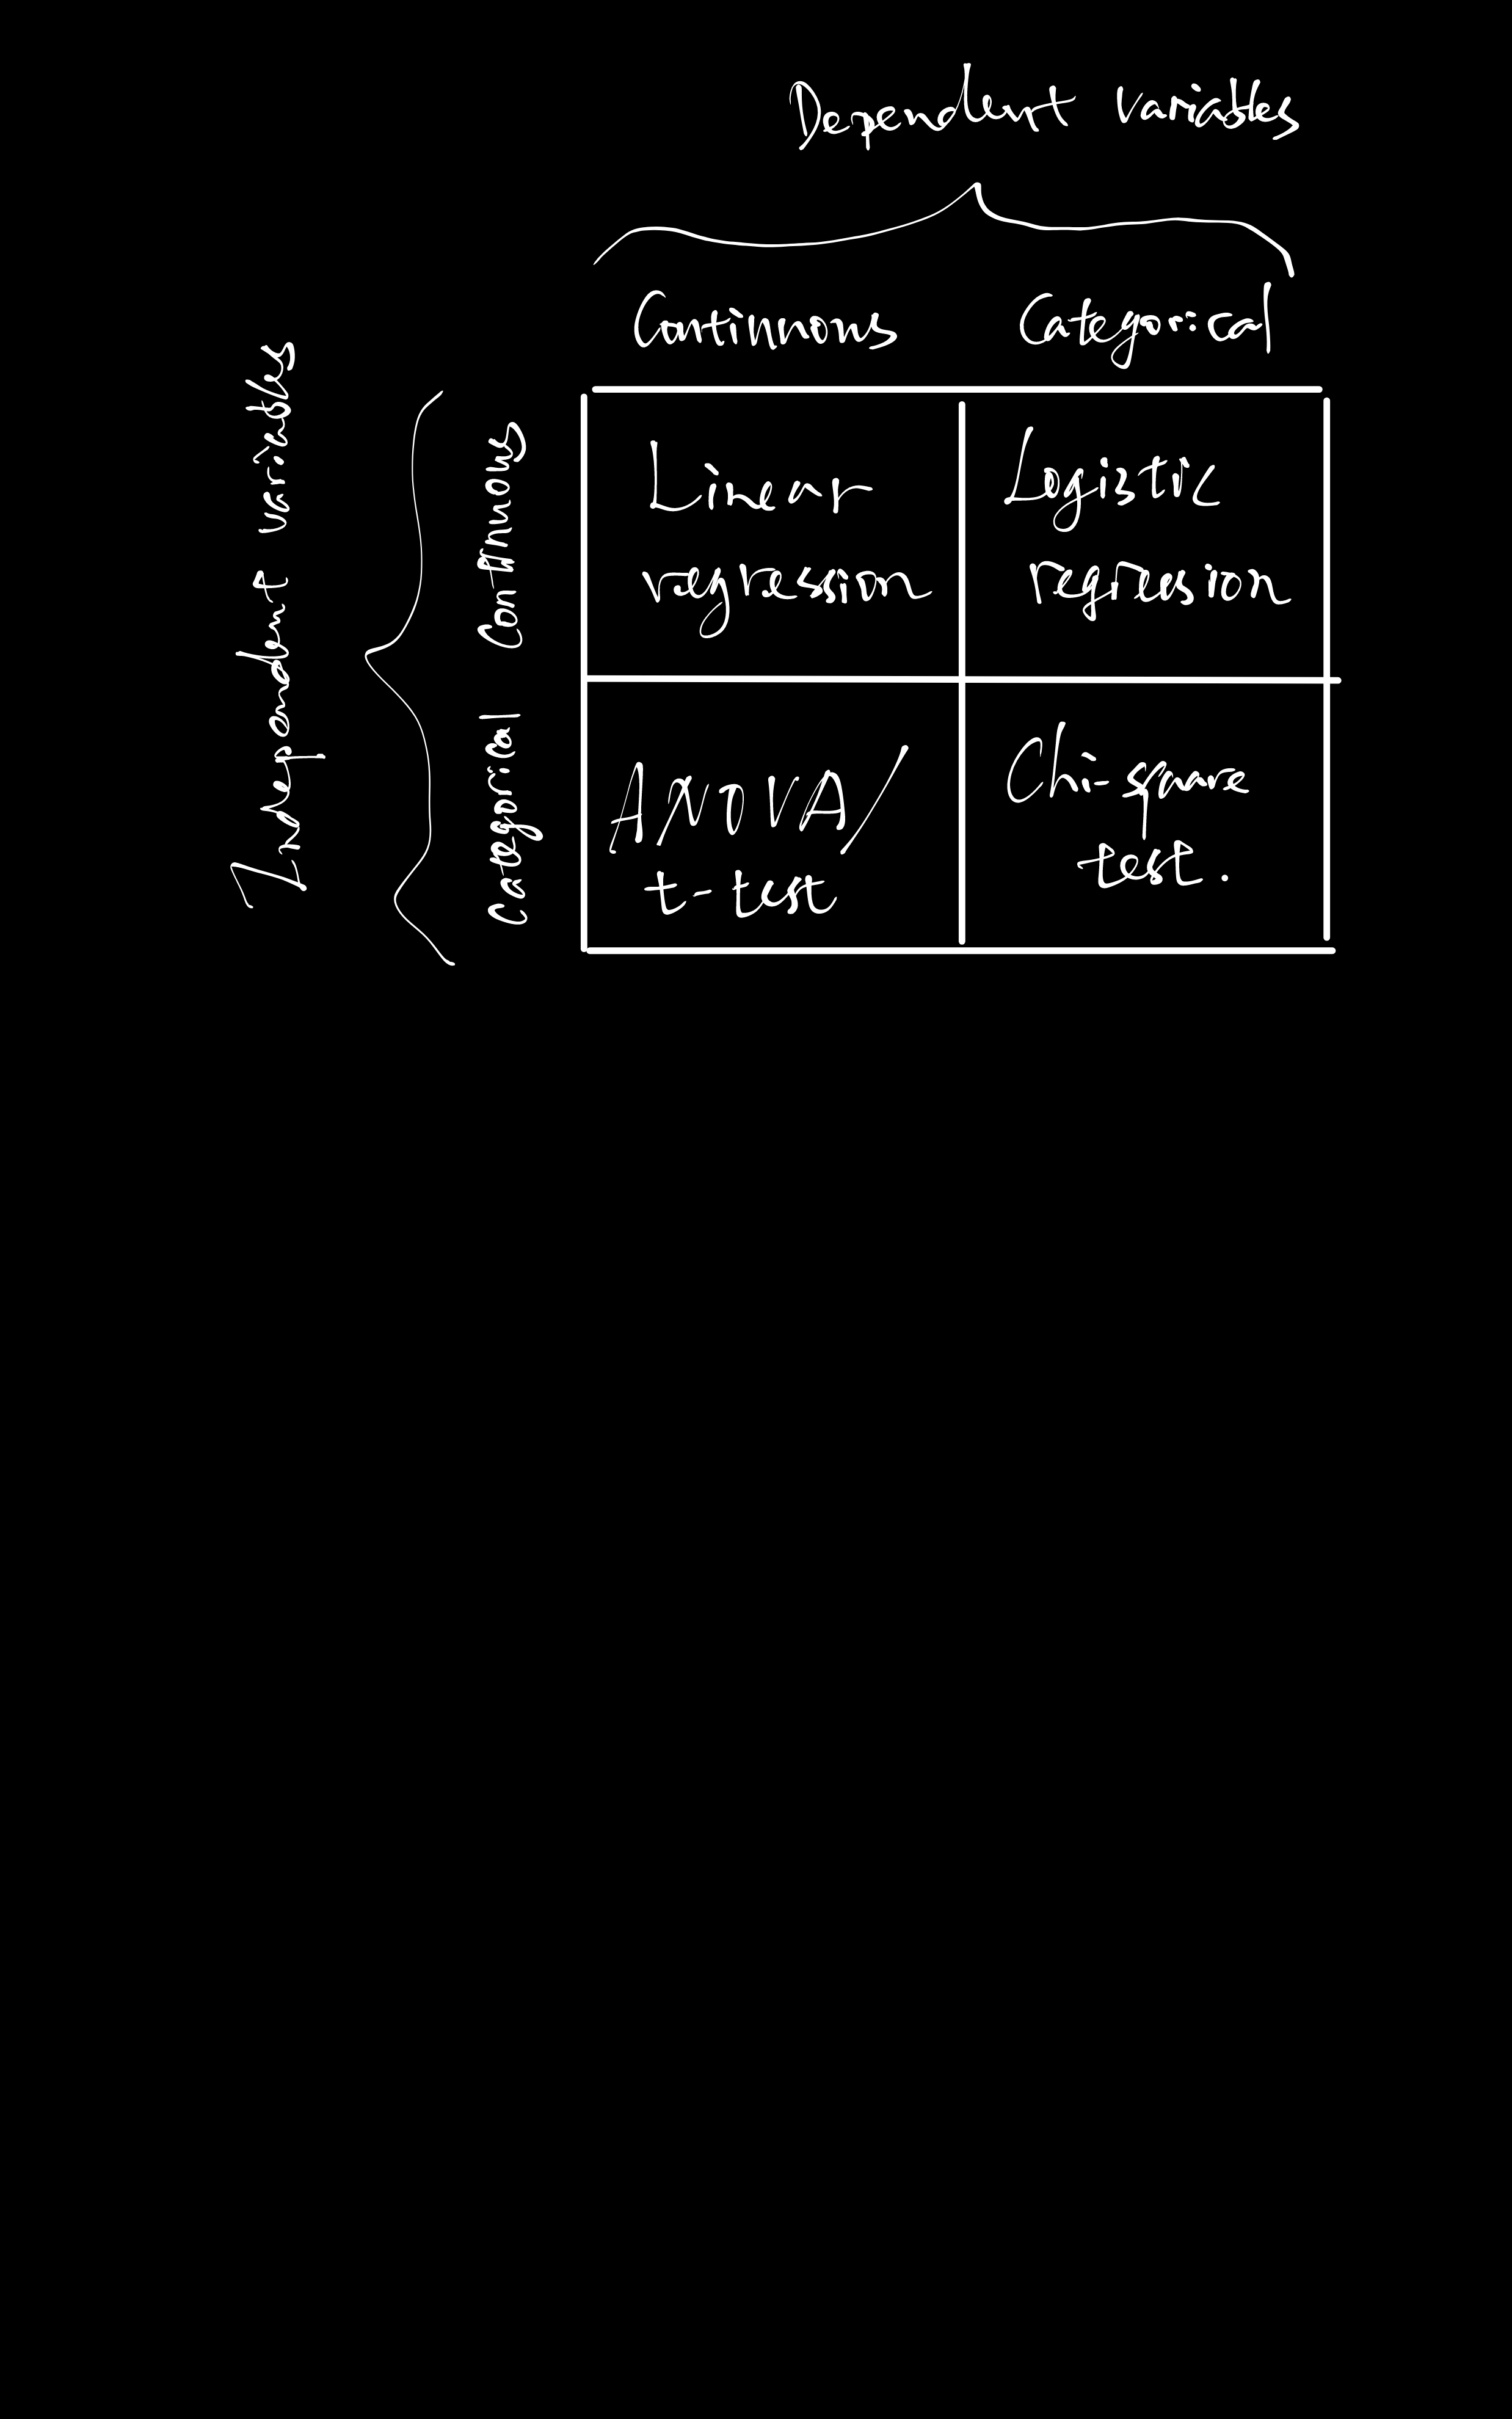 Dependent variables
Continuous Categorical
Independent variables
Continuous
Categorical
Linear
regression
Logistic
regression
ANOVA/
t-test
Chi-square
test.